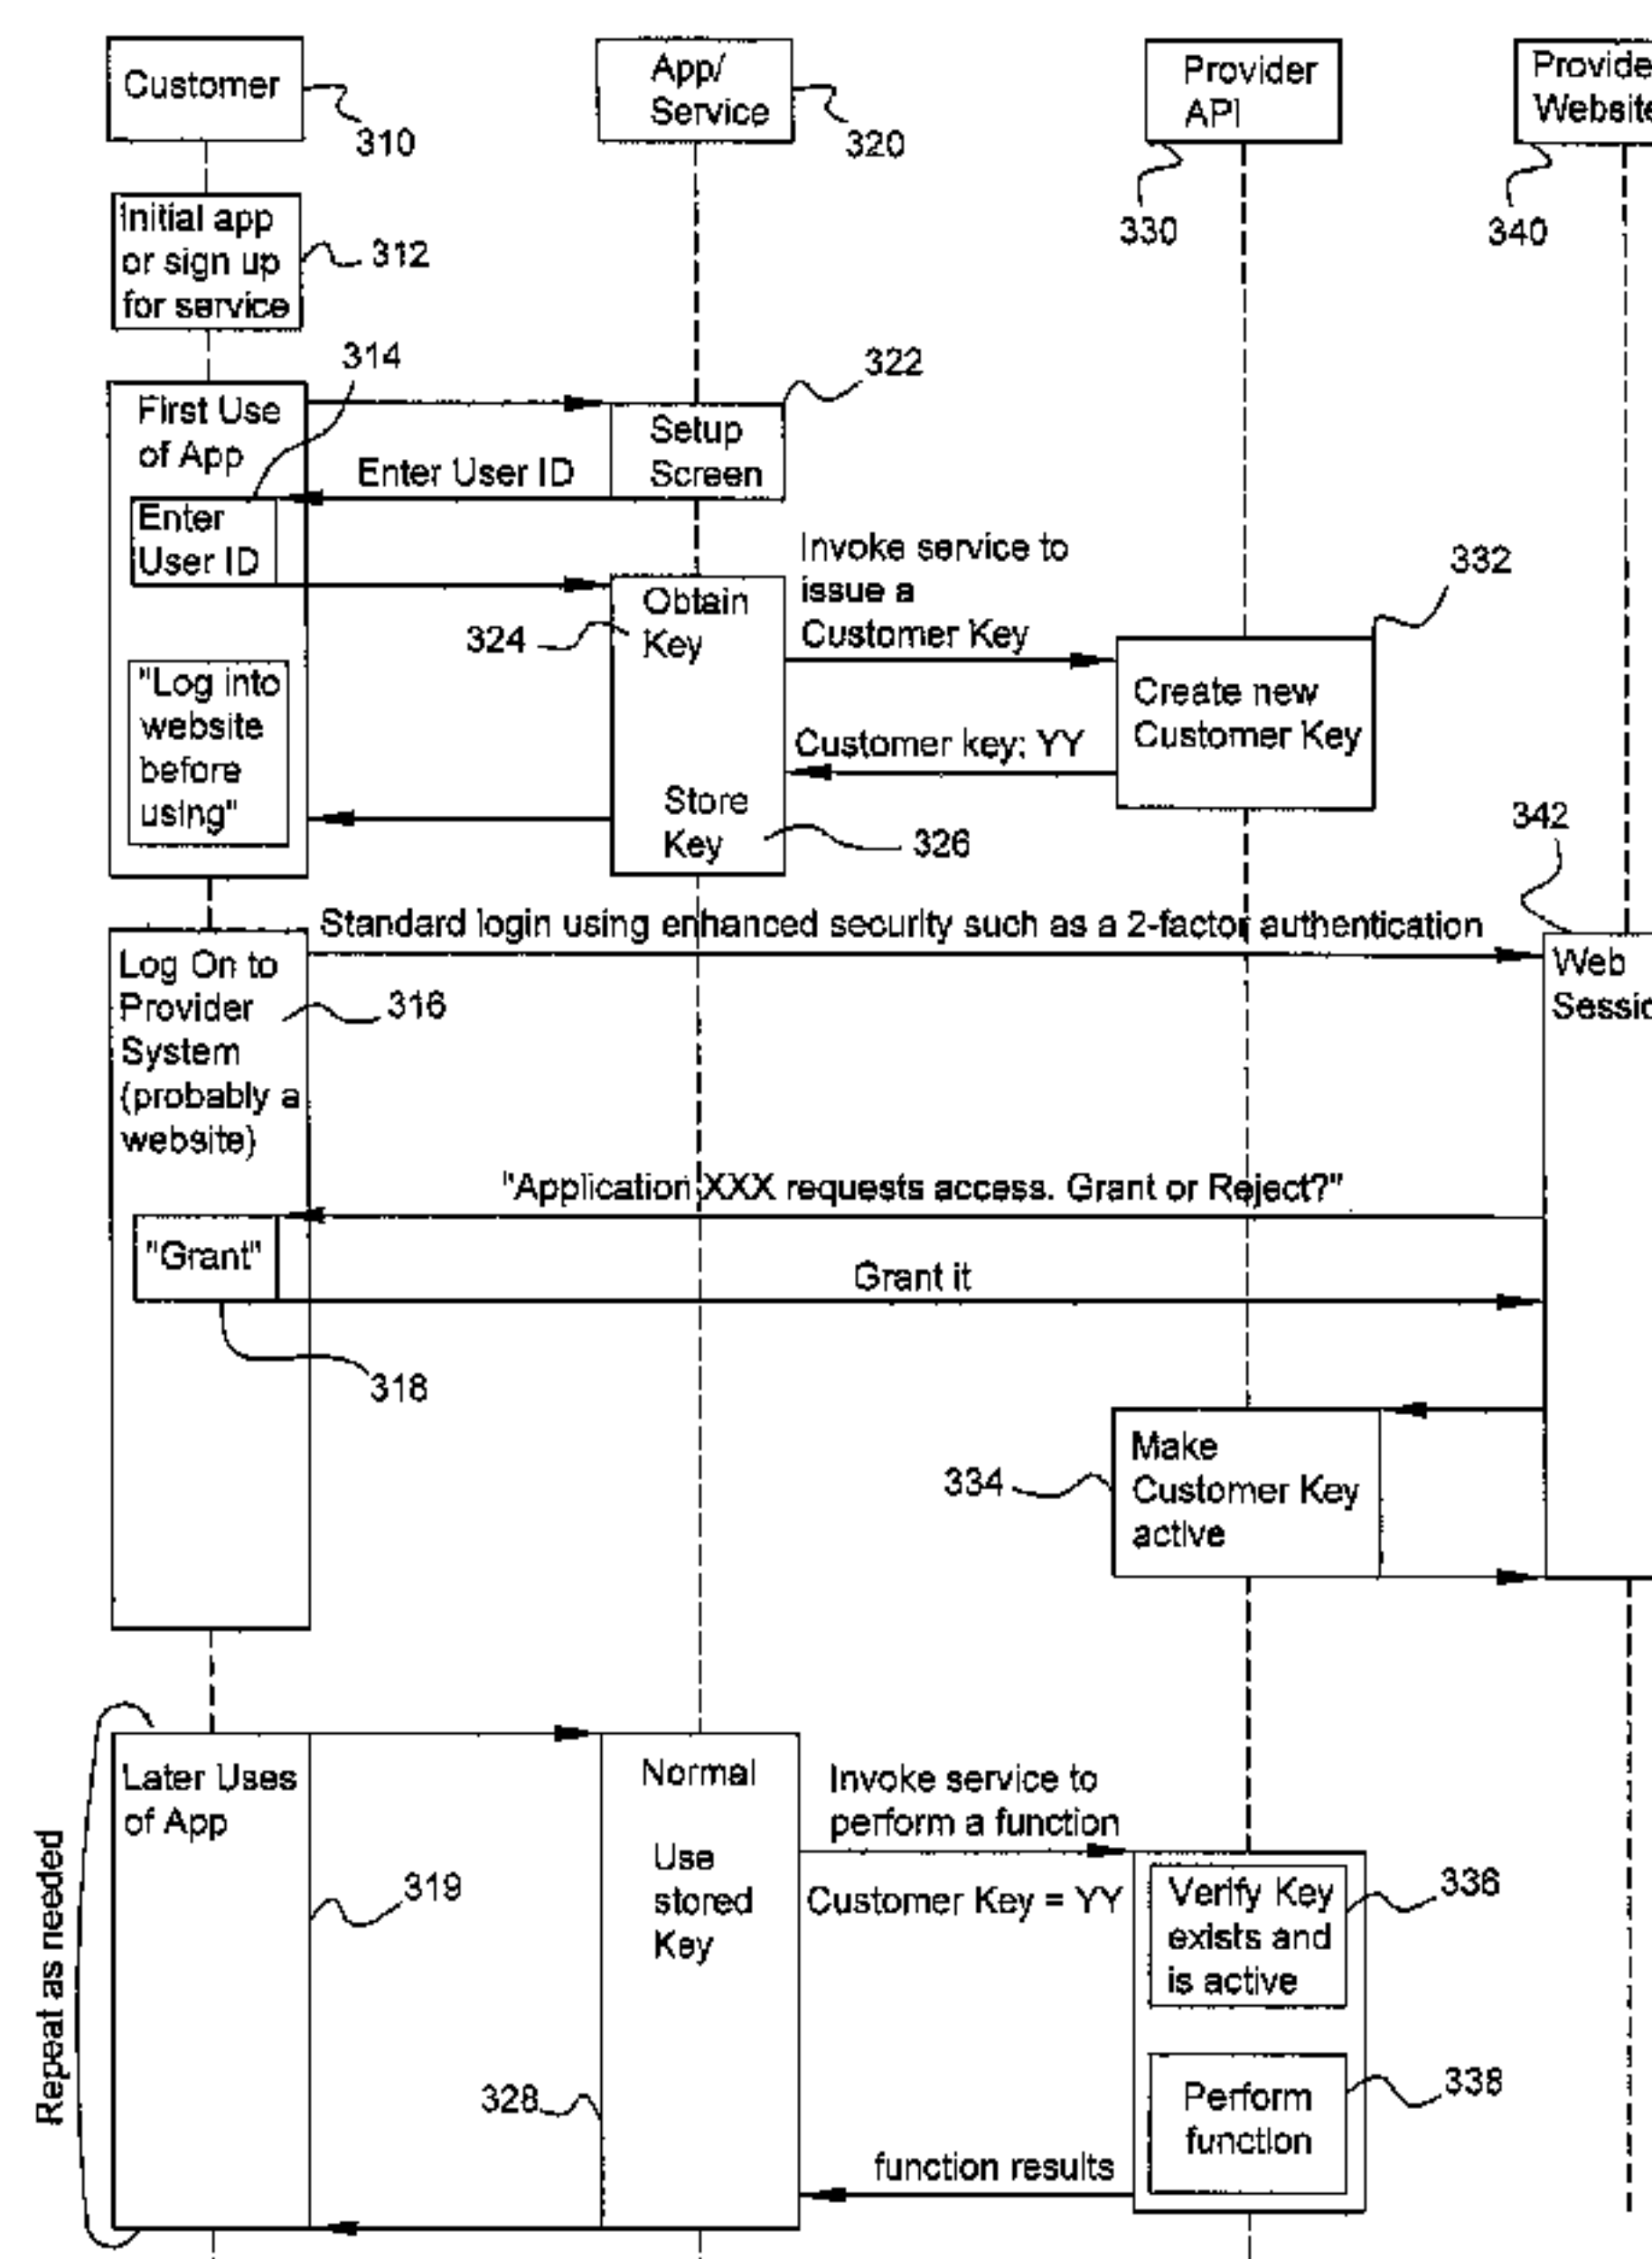 Customer
310
App/
Service
320
Provider
API
330
Provide
Website
340
Initial app
or sign up
for service
312
314
322
First Use
of App
Setup
Screen
Enter User ID
Enter
User ID
Invoke service to
issue a
Customer Key
332
Obtain
Key
324
"Log into
website
before
using"
Create new
Customer Key
Customer key: YY
Store
Key
326
342
Standard login using enhanced security such as a 2-factor authentication
Log On to
Provider
System
(probably a
website)
316
Web
Sessio
"Application XXX requests access. Grant or Reject?"
"Grant"
Grant it
318
334
Make
Customer Key
active
Repeat as needed
Later Uses
of App
319
Normal
Use
stored
Key
328
Invoke service to
perform a function
Customer Key = YY
Verify Key
exists and
is active
336
Perform
function
338
function results